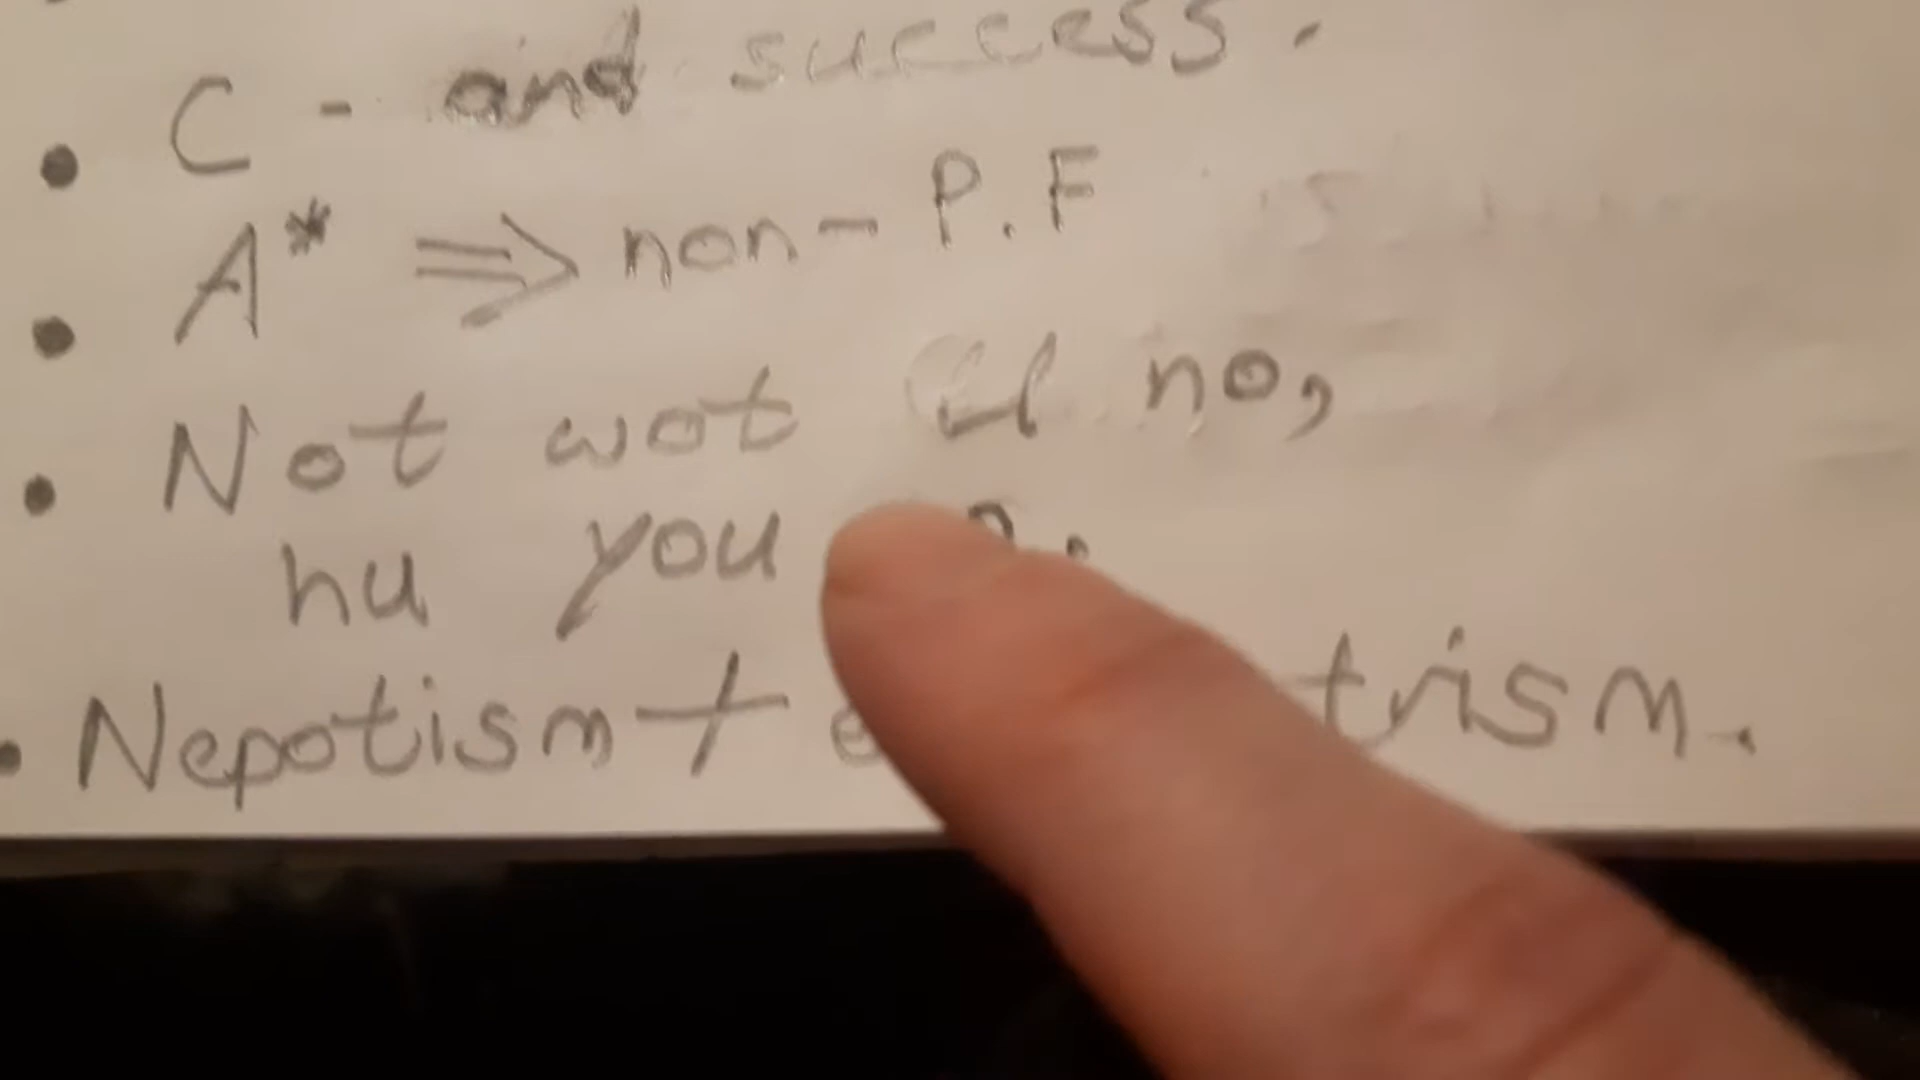 • C - and success.
• A* => non-P.F
• Not wot U no,
hu you
• Nepotism +